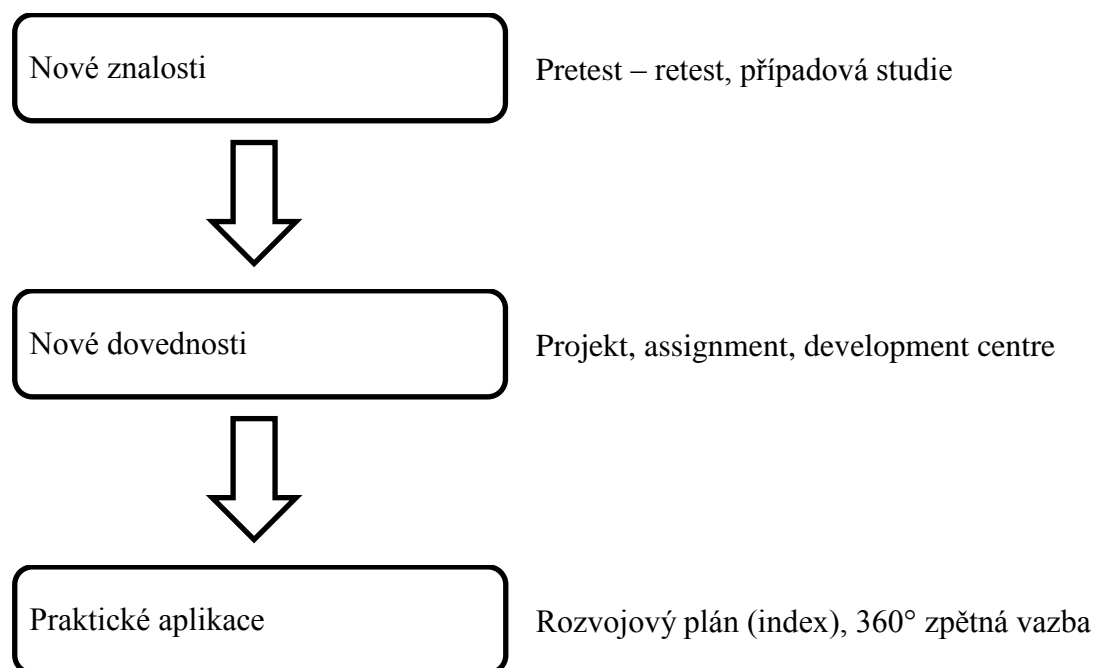 Nové znalosti
Pretest – retest, případová studie
Nové dovednosti
Projekt, assignment, development centre
Praktické aplikace
Rozvojový plán (index), 360° zpětná vazba